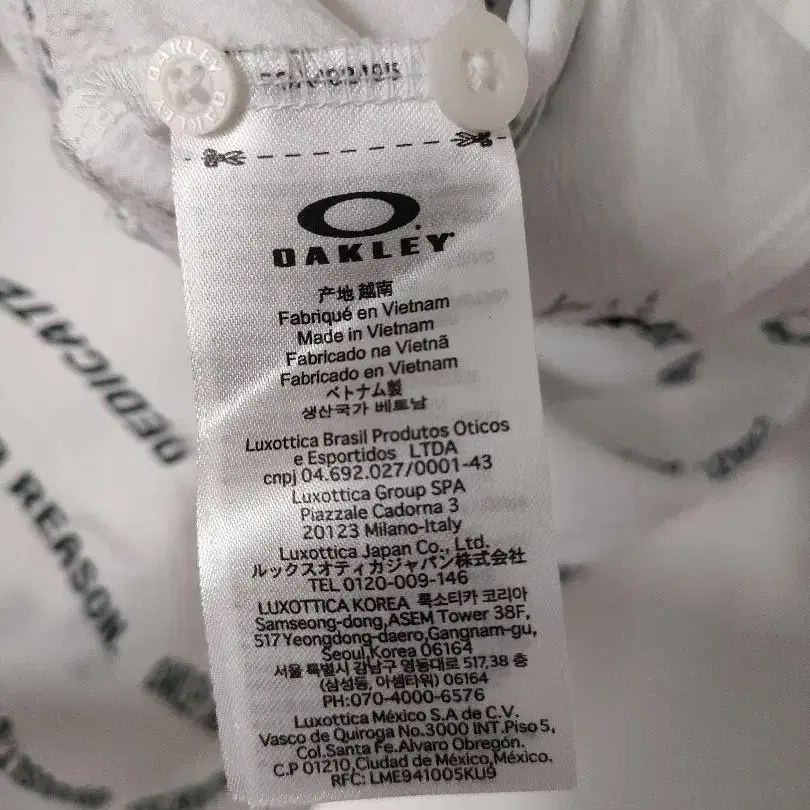 OAKLEY OAKLEY
OAKLEY
产地 越南
Fabriqué en Vietnam
Made in Vietnam
Fabricado na Vietnã
Fabricado en Vietnam
ベトナム製
생산국가 베트남
Luxottica Brasil Produtos Oticos
e Esportidos LTDA
cnpj 04.692.027/0001-43
Luxottica Group SPA
Piazzale Cadorna 3
20123 Milano-Italy
Luxottica Japan Co., Ltd.
ルックスオティカジャパン株式会社
TEL 0120-009-146
LUXOTTICA KOREA 룩소티카 코리아
Samseong-dong,ASEM Tower 38F,
517 Yeongdong-daero,Gangnam-gu,
Seoul,Korea 06164
서울 특별시 강남구 영동대로 517,38 층
(삼성동, 아셈타워) 06164
PH:070-4000-6576
Luxottica México S.A de C.V.
Vasco de Quiroga No.3000 INT.Piso 5,
Col.Santa Fe.Alvaro Obregón.
C.P 01210,Ciudad de México,México.
RFC: LME941005KU9
DEDICATE
REASON.